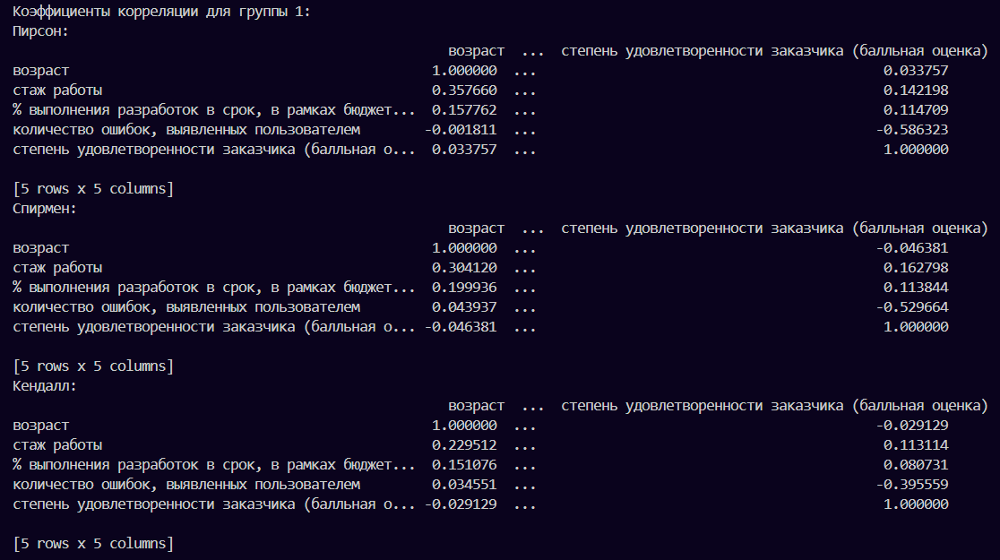 Коэффициенты корреляции для группы 1:
Пирсон:
возраст ... степень удовлетворенности заказчика (балльная оценка)
возраст 1.000000 ... 0.033757
стаж работы 0.357660 ... 0.142198
% выполнения разработок в срок, в рамках бюджет... 0.157762 ... 0.114709
количество ошибок, выявленных пользователем -0.001811 ... -0.586323
степень удовлетворенности заказчика (балльная о... 0.033757 ... 1.000000
[5 rows x 5 columns]
Спирмен:
возраст ... степень удовлетворенности заказчика (балльная оценка)
возраст 1.000000 ... -0.046381
стаж работы 0.304120 ... 0.162798
% выполнения разработок в срок, в рамках бюджет... 0.199936 ... 0.113844
количество ошибок, выявленных пользователем 0.043937 ... -0.529664
степень удовлетворенности заказчика (балльная о... -0.046381 ... 1.000000
[5 rows x 5 columns]
Кендалл:
возраст ... степень удовлетворенности заказчика (балльная оценка)
возраст 1.000000 ... -0.029129
стаж работы 0.229512 ... 0.113114
% выполнения разработок в срок, в рамках бюджет... 0.151076 ... 0.080731
количество ошибок, выявленных пользователем 0.034551 ... -0.395559
степень удовлетворенности заказчика (балльная о... -0.029129 ... 1.000000
[5 rows x 5 columns]